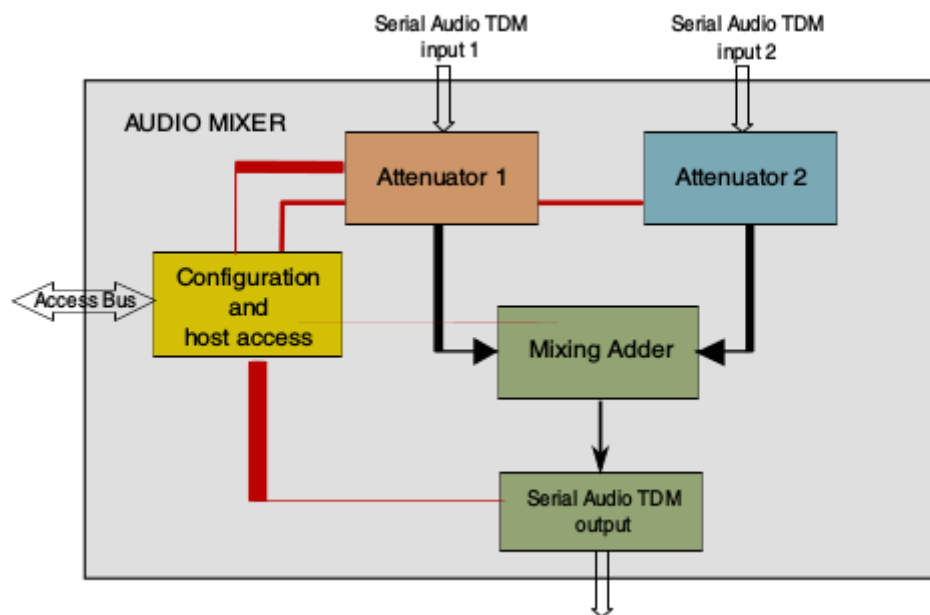 Serial Audio TDM
input 1
Serial Audio TDM
input 2
AUDIO MIXER
Attenuator 1
Attenuator 2
Configuration
and
host access
Access Bus
Mixing Adder
Serial Audio TDM
output